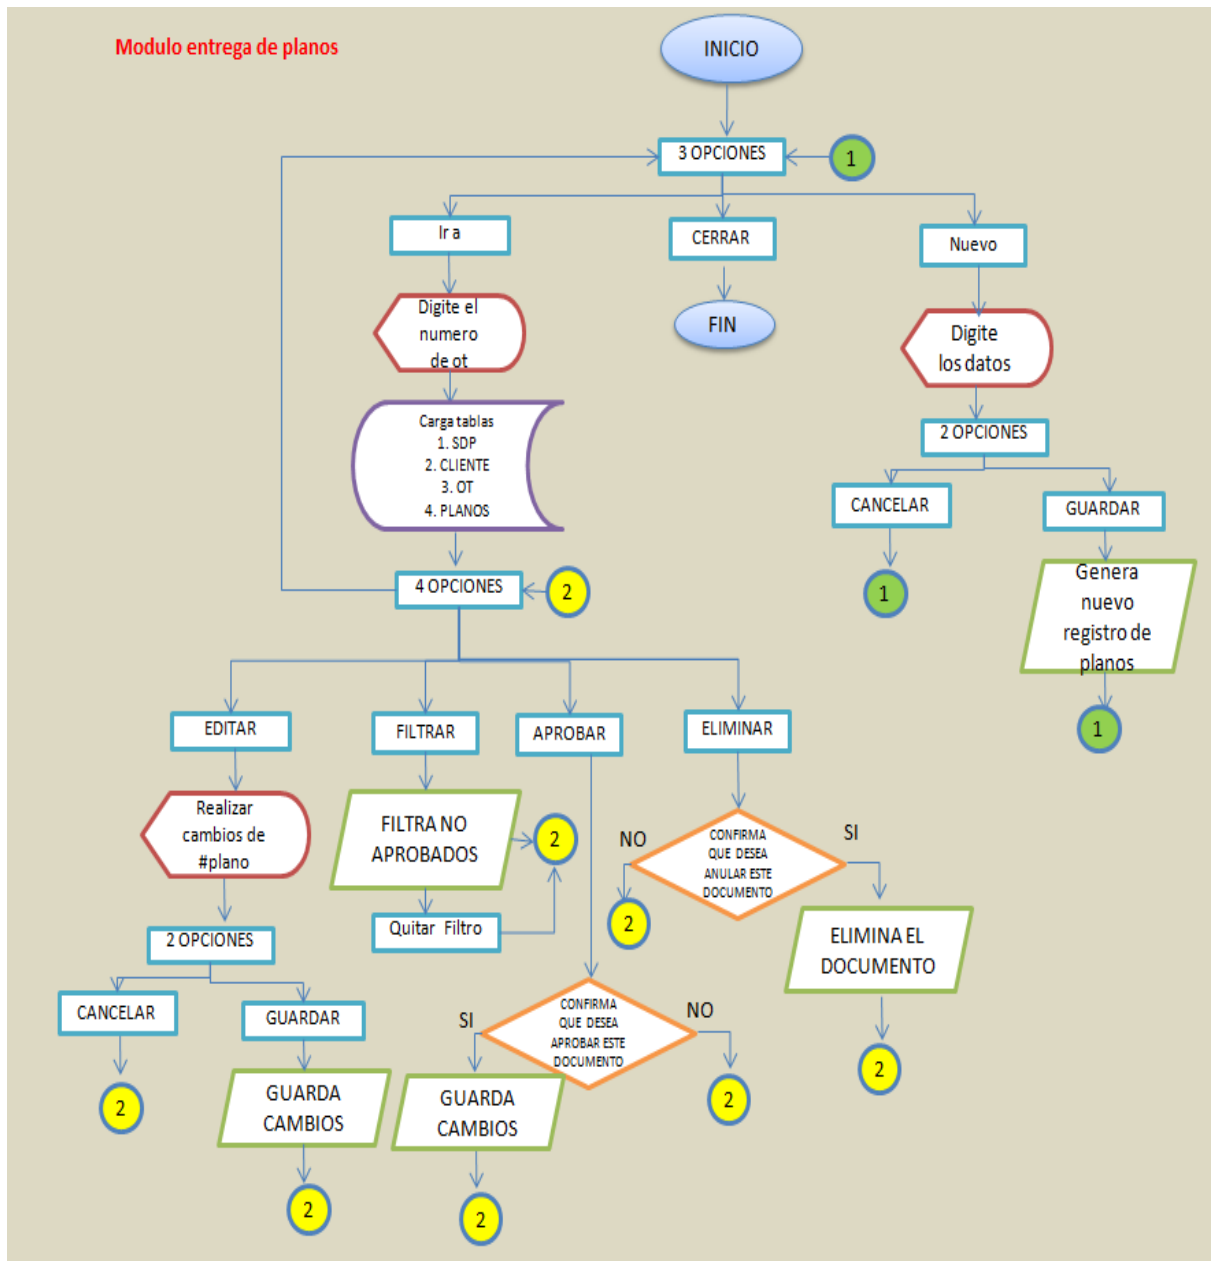 Modulo entrega de planos
INICIO
3 OPCIONES
1
Ir a
CERRAR
Nuevo
Digite el
numero
de ot
FIN
Digite
los datos
Carga tablas
1. SDP
2. CLIENTE
3. OT
4. PLANOS
2 OPCIONES
CANCELAR
GUARDAR
4 OPCIONES
2
1
Genera
nuevo
registro de
planos
1
EDITAR
FILTRAR
APROBAR
ELIMINAR
Realizar
cambios de
#plano
FILTRA NO
APROBADOS
2
NO
CONFIRMA
QUE DESEA
ANULAR ESTE
DOCUMENTO
SI
2
Quitar Filtro
2 OPCIONES
ELIMINA EL
DOCUMENTO
CANCELAR
GUARDAR
SI
CONFIRMA
QUE DESEA
APROBAR ESTE
DOCUMENTO
NO
2
2
2
GUARDA
CAMBIOS
GUARDA
CAMBIOS
2
2